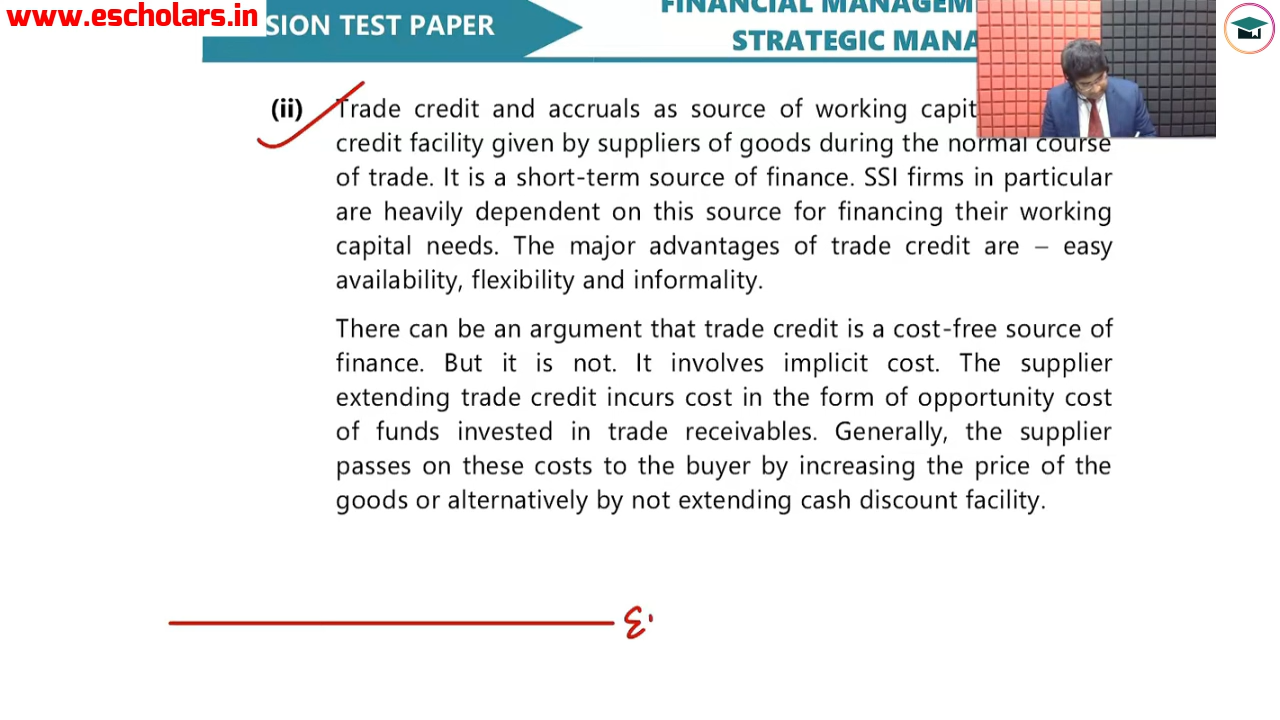 www.escholars.in
SION TEST PAPER
FINANCIAL MANAGEM
STRATEGIC MANA
(ii) Trade credit and accruals as source of working capit
credit facility given by suppliers of goods during the normal course
of trade. It is a short-term source of finance. SSI firms in particular
are heavily dependent on this source for financing their working
capital needs. The major advantages of trade credit are – easy
availability, flexibility and informality.
There can be an argument that trade credit is a cost-free source of
finance. But it is not. It involves implicit cost. The supplier
extending trade credit incurs cost in the form of opportunity cost
of funds invested in trade receivables. Generally, the supplier
passes on these costs to the buyer by increasing the price of the
goods or alternatively by not extending cash discount facility.